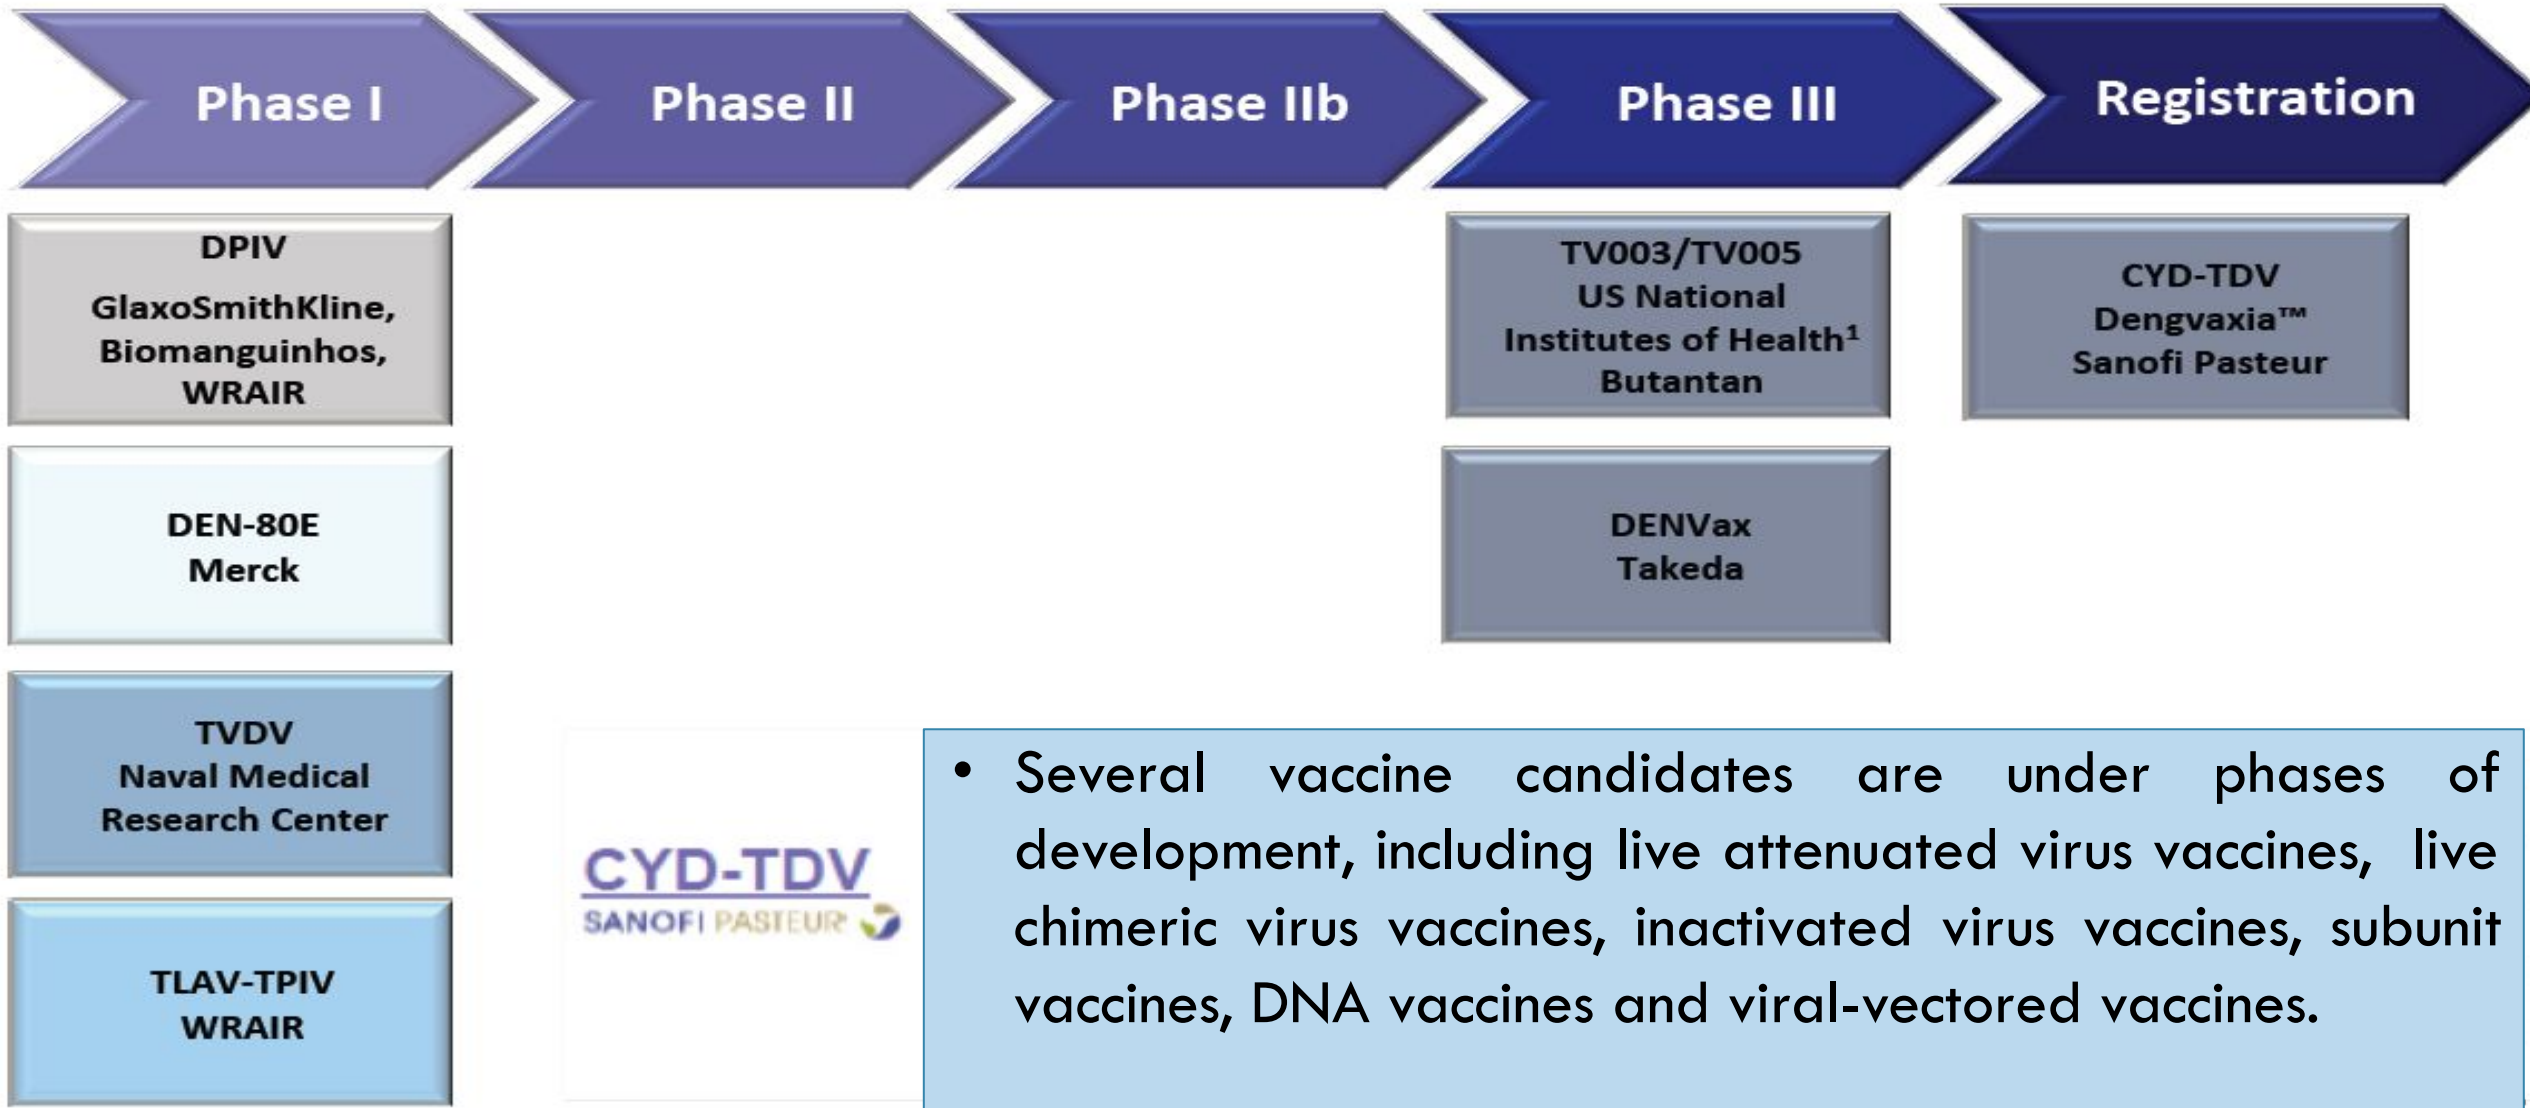 Phase I
Phase II
Phase IIb
Phase III
Registration
DPIV
GlaxoSmithKline,
Biomanguinhos,
WRAIR
DEN-80E
Merck
TVDV
Naval Medical
Research Center
TLAV-TPIV
WRAIR
TV003/TV005
US National
Institutes of Health¹
Butantan
DENVax
Takeda
CYD-TDV
Dengvaxia™
Sanofi Pasteur
CYD-TDV
SANOFI PASTEUR
• Several vaccine candidates are under phases of
development, including live attenuated virus vaccines, live
chimeric virus vaccines, inactivated virus vaccines, subunit
vaccines, DNA vaccines and viral-vectored vaccines.